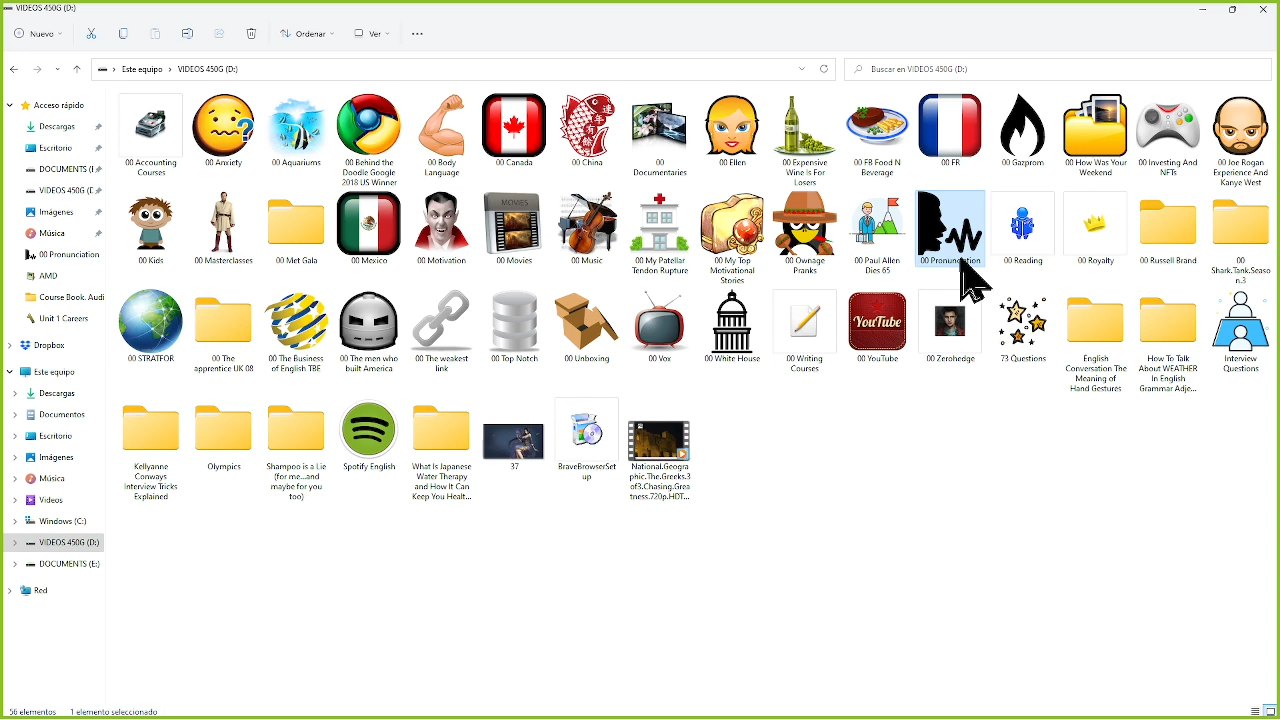 VIDEOS 450G (D:)
Nuevo
Ordenar
Ver
Este equipo
VIDEOS 450G (D:)
Buscar en VIDEOS 450G (D:)
Acceso rápido
Descargas
Escritorio
DOCUMENTS (I
VIDEOS 450G (E
Imágenes
Música
00 Pronunciation
AMD
Course Book. Audi
Unit 1 Careers
Dropbox
Este equipo
Descargas
Documentos
Escritorio
Imágenes
Música
Videos
Windows (C:)
VIDEOS 450G (D:)
DOCUMENTS (E:)
Red
00 Accounting
Courses
00 Anxiety
00 Aquariums
00 Behind the
Doodle Google
2018 US Winner
00 Body
Language
00 Canada
00 China
00
Documentaries
00 Ellen
00 Expensive
Wine Is For
Losers
00 FB Food N
Beverage
00 FR
00 Gazprom
00 How Was Your
Weekend
00 Investing And
NFTs
00 Joe Rogan
Experience And
Kanye West
00 Kids
00 Masterclasses
00 Met Gala
00 Mexico
00 Motivation
MOVIES
00 Movies
00 Music
00 My Patellar
Tendon Rupture
00 My Top
Motivational
Stories
00 Ownage
Pranks
00 Paul Allen
Dies 65
00 Pronunciation
00 Reading
00 Royalty
00 Russell Brand
00
Shark.Tank.Seaso
n.3
00 STRATFOR
00 The
apprentice UK 08
00 The Business
of English TBE
00 The men who
built America
00 The weakest
link
00 Top Notch
00 Unboxing
00 Vox
00 White House
00 Writing
Courses
YouTube
00 YouTube
00 Zerohedge
73 Questions
English
Conversation The
Meaning of
Hand Gestures
How To Talk
About WEATHER
In English
Grammar Adje...
Interview
Questions
Kellyanne
Conways
Interview Tricks
Explained
Olympics
Shampoo is a Lie
(for me...and
maybe for you
too)
Spotify English
What Is Japanese
Water Therapy
and How It Can
Keep You Healt...
37
BraveBrowserSet
up
National.Geogra
phic.The.Greeks.3
of3.Chasing.Grea
tness.720p.HDT...
56 elementos
1 elemento seleccionado